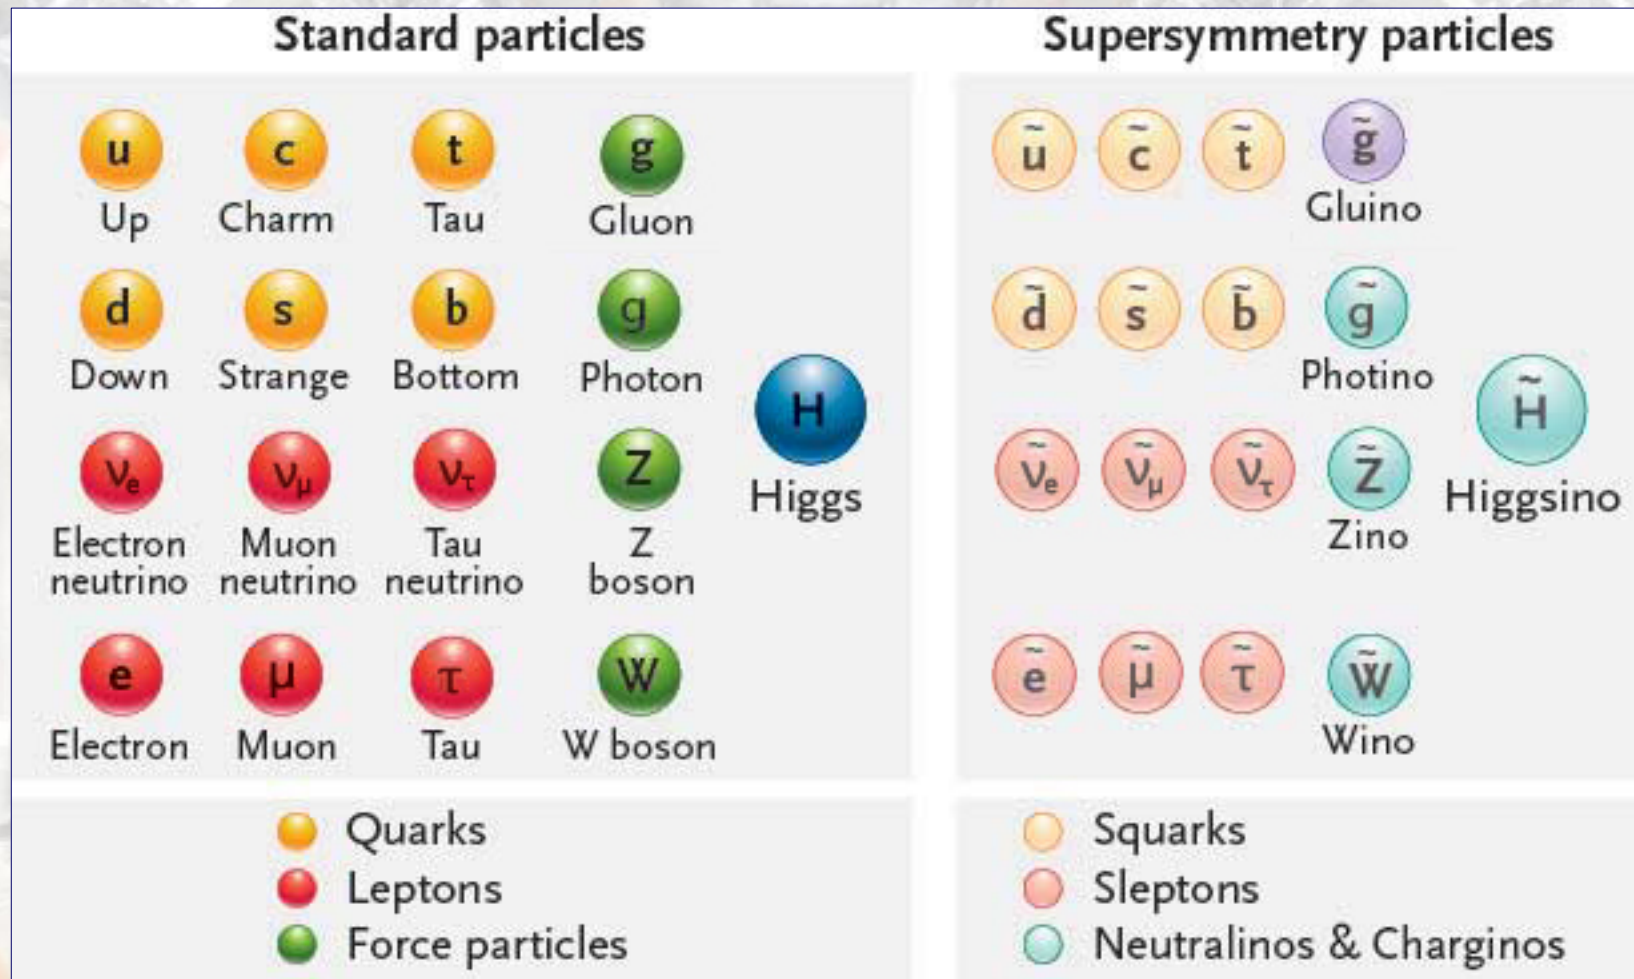 Standard particles
u c t g
Up Charm Tau Gluon
d s b g
Down Strange Bottom Photon
H
Higgs
νe νμ ντ Z
Electron neutrino Muon neutrino Tau neutrino Z boson
e μ τ W
Electron Muon Tau W boson
Quarks
Leptons
Force particles
Supersymmetry particles
ũ c̃ t̃ g̃
Gluino
d̃ s̃ b̃ g̃
Photino
H̃
Higgsino
ν̃e ν̃μ ν̃τ Z̃
Zino
ẽ μ̃ τ̃ W̃
Wino
Squarks
Sleptons
Neutralinos & Charginos